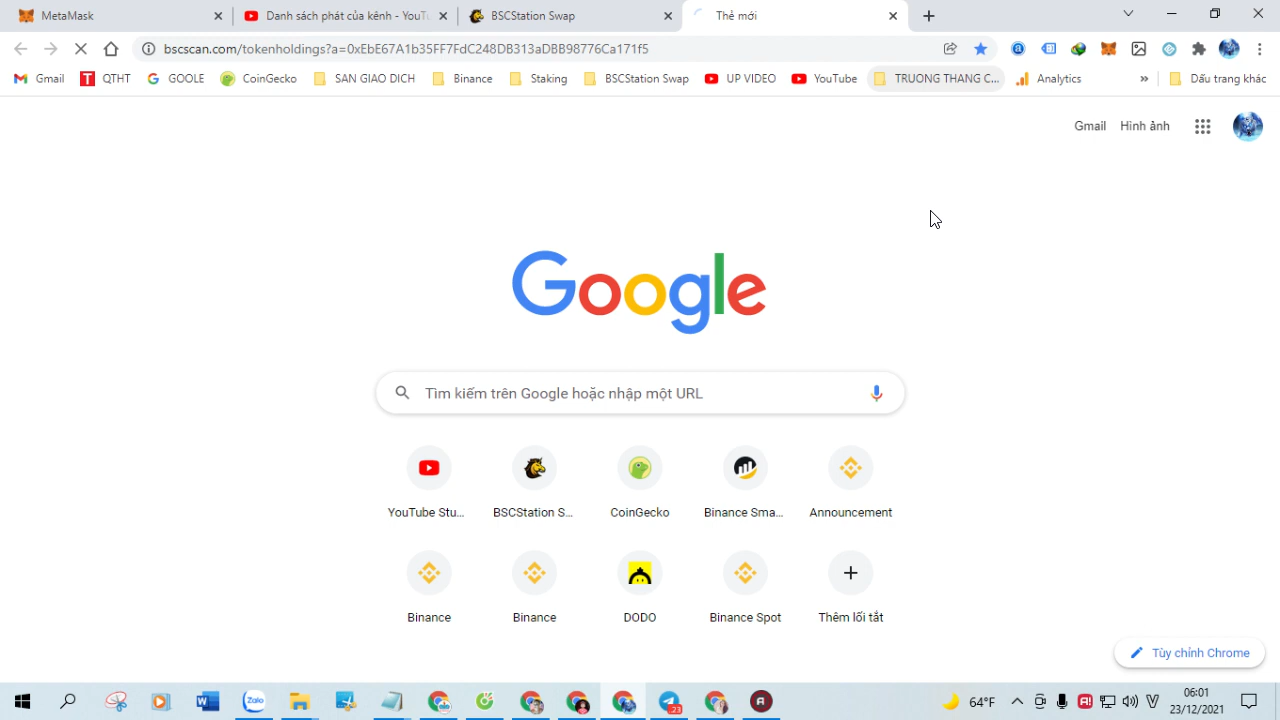 MetaMask
Danh sách phát của kênh - YouTu
BSCStation Swap
Thẻ mới
bscscan.com/tokenholdings?a=0xEbE67A1b35FF7FdC248DB313aDBB98776Ca171f5
Gmail
QTHT
GOOLE
CoinGecko
SAN GIAO DICH
Binance
Staking
BSCStation Swap
UP VIDEO
YouTube
TRUONG THANG C...
Analytics
»
Dấu trang khác
Gmail
Hình ảnh
Google
Tìm kiếm trên Google hoặc nhập một URL
YouTube Stu...
BSCStation S...
CoinGecko
Binance Sma...
Announcement
Binance
Binance
DODO
Binance Spot
Thêm lối tắt
Tùy chỉnh Chrome
Zalo
23
64°F
06:01
23/12/2021